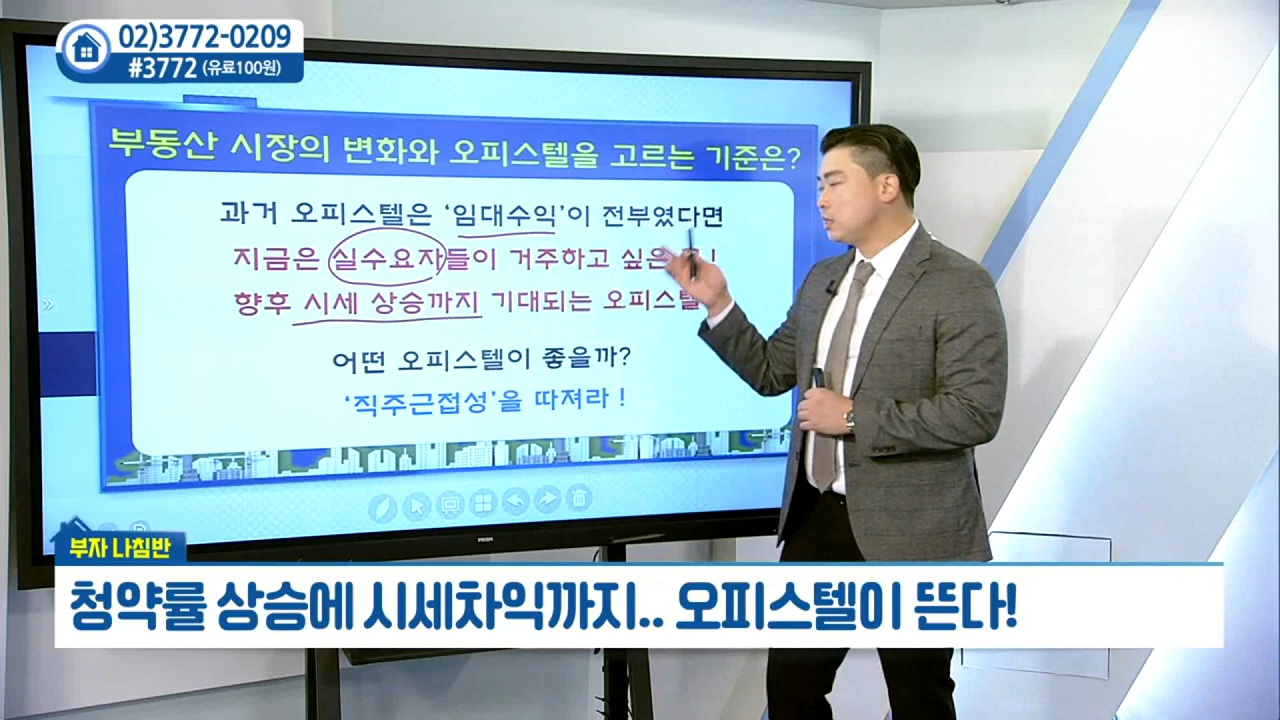 02)3772-0209
#3772 (유료100원)
부동산 시장의 변화와 오피스텔을 고르는 기준은?
과거 오피스텔은 ‘임대수익’이 전부였다면
지금은 실수요자들이 거주하고 싶은 !
향후 시세 상승까지 기대되는 오피스텔
어떤 오피스텔이 좋을까?
‘직주근접성’을 따져라 !
PRISM
부자 나침반
청약률 상승에 시세차익까지.. 오피스텔이 뜬다!